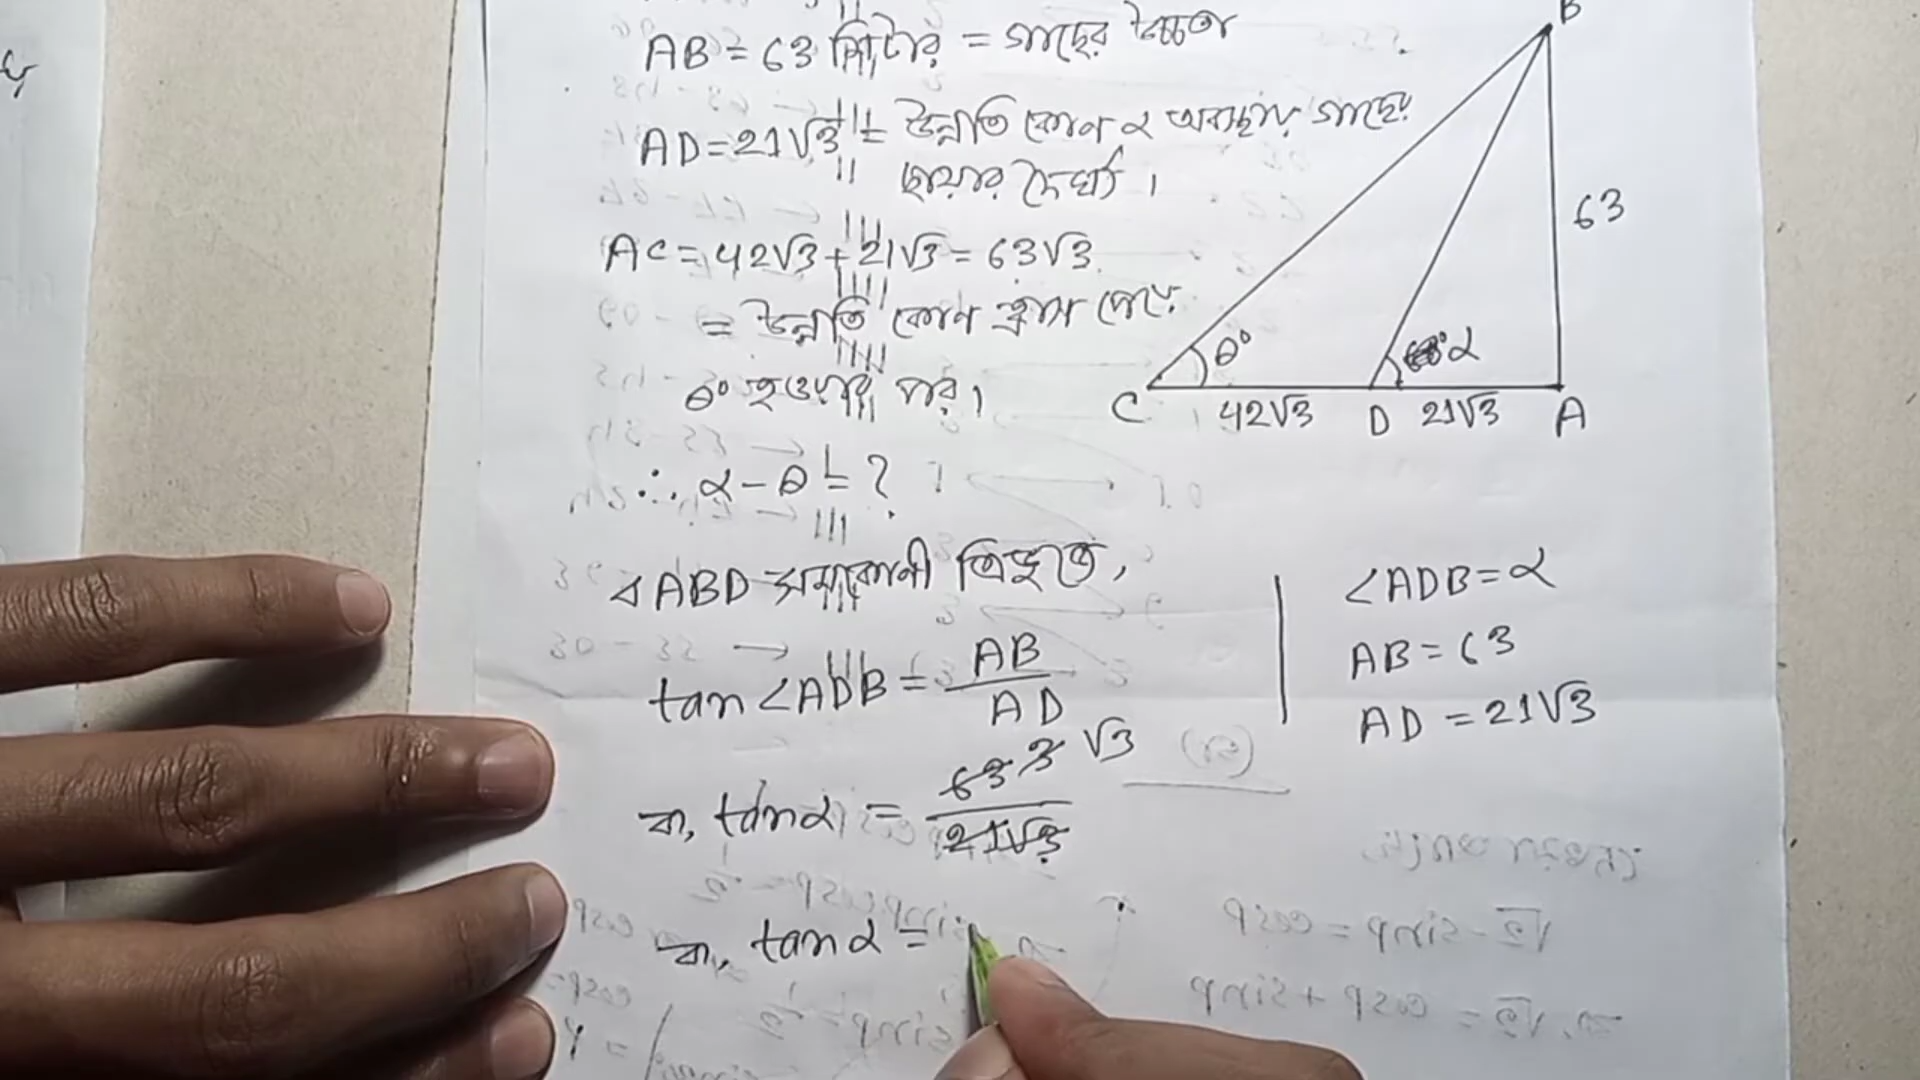 AB = 63 মিটার = গাছের উচ্চতা
AD = 21√3 = উন্নতি কোণ α অবস্থায় গাছের
ছায়ার দৈর্ঘ্য।
AC = 42√3 + 21√3 = 63√3
= উন্নতি কোণ হ্রাস পেয়ে
θ° হওয়ার পর।
∴ α - θ = ?
B
63
θ°
α
C 42√3 D 21√3 A
∢ ABD সমকোণী ত্রিভুজে,
tan∠ADB = AB/AD
বা, tanα = 63/21√3 3 √3
বা, tanα =
∠ADB = α
AB = 63
AD = 21√3